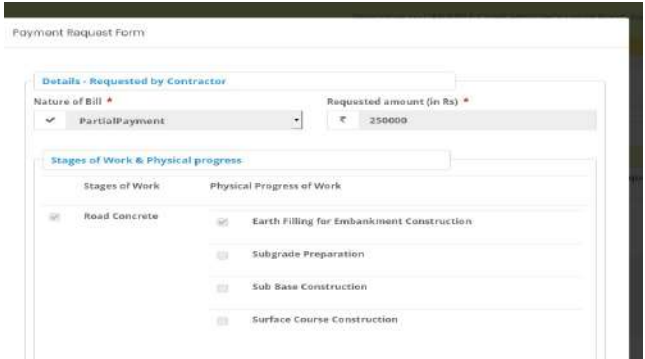 Payment Request Form
Details - Requested by Contractor
Nature of Bill * Requested amount (in Rs) *
PartialPayment ₹ 250000
Stages of Work & Physical progress
Stages of Work Physical Progress of Work
Road Concrete Earth Filling for Embankment Construction
Subgrade Preparation
Sub Base Construction
Surface Course Construction